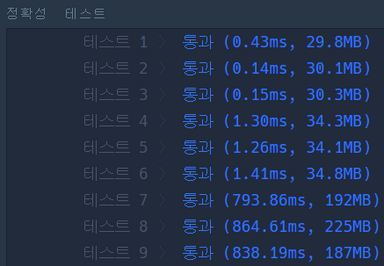 정확성 테스트
테스트 1 〉 통과 (0.43ms, 29.8MB)
테스트 2 〉 통과 (0.14ms, 30.1MB)
테스트 3 〉 통과 (0.15ms, 30.3MB)
테스트 4 〉 통과 (1.30ms, 34.3MB)
테스트 5 〉 통과 (1.26ms, 34.1MB)
테스트 6 〉 통과 (1.41ms, 34.8MB)
테스트 7 〉 통과 (793.86ms, 192MB)
테스트 8 〉 통과 (864.61ms, 225MB)
테스트 9 〉 통과 (838.19ms, 187MB)